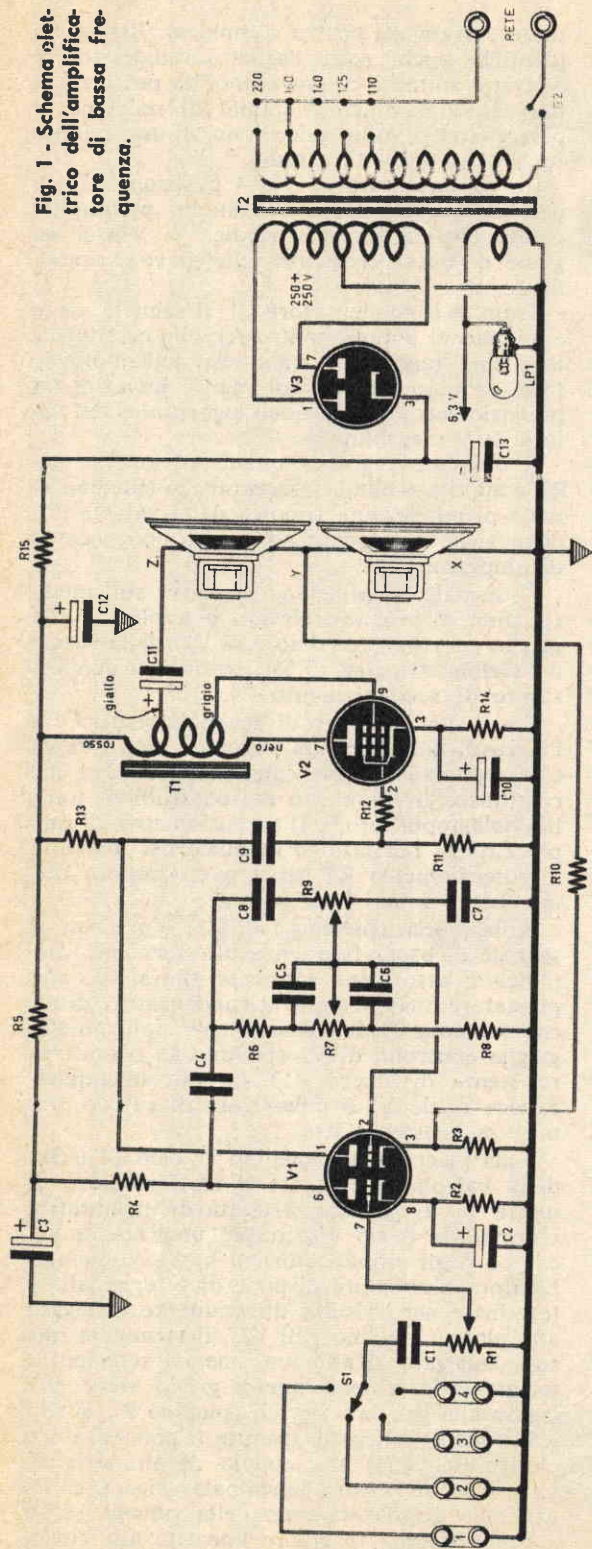 Fig. 1 - Schema elet-
trico dell'amplifica-
tore di bassa fre-
quenza.
RETE
S2
220
160
140
125
110
T2
250+
250 V
6,3 V
LP1
V3
1
7
3
+
C13
R15
+
C12
Z
Y
X
C11
+
giallo
grigio
rosso
nero
T1
7
9
V2
2
3
R12
R14
+
C10
R13
C9
R11
R10
C8
R9
C7
R5
C5
C6
C4
R6
R7
R8
+
C3
R4
V1
6
1
2
3
7
8
R3
R2
+
C2
C1
R1
S1
1
2
3
4